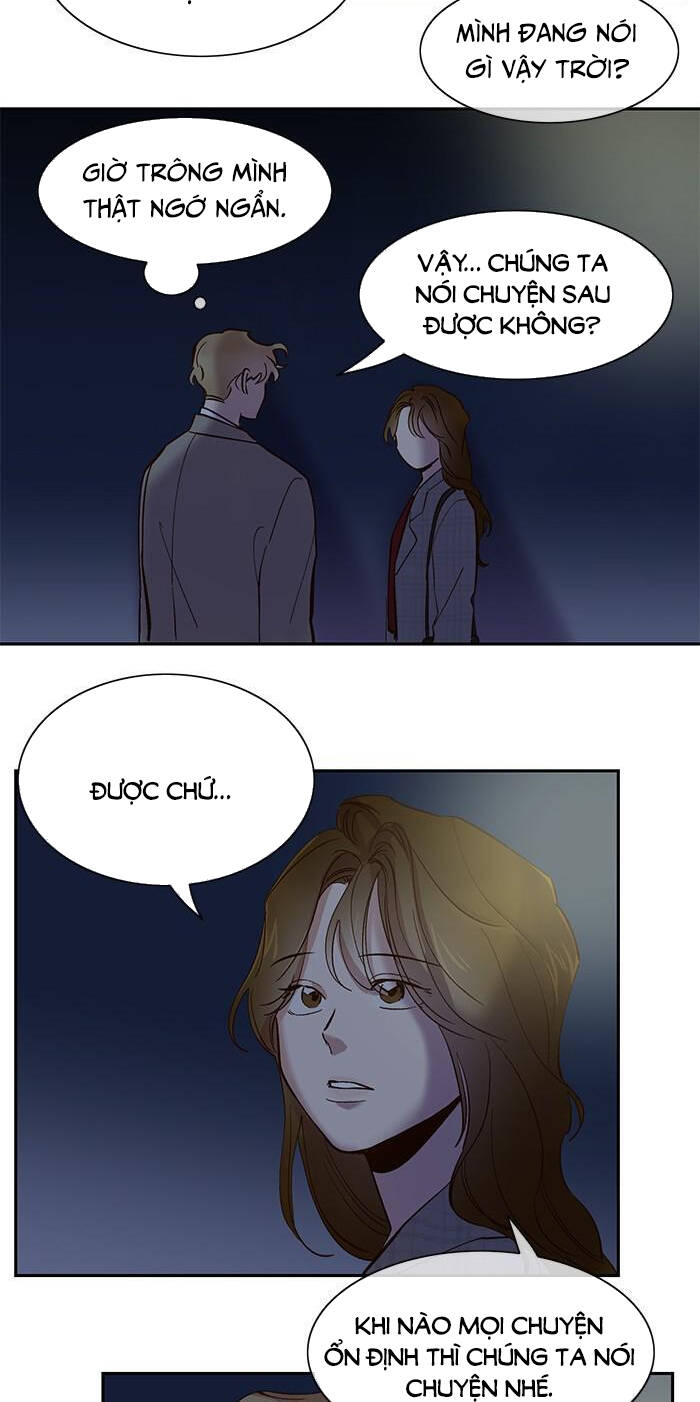 MÌNH ĐANG NÓI
GÌ VẬY TRỜI?
GIỜ TRÔNG MÌNH
THẬT NGỚ NGẨN.
VẬY... CHÚNG TA
NÓI CHUYỆN SAU
ĐƯỢC KHÔNG?
ĐƯỢC CHỨ...
KHI NÀO MỌI CHUYỆN
ỔN ĐỊNH THÌ CHÚNG TA NÓI
CHUYỆN NHÉ.